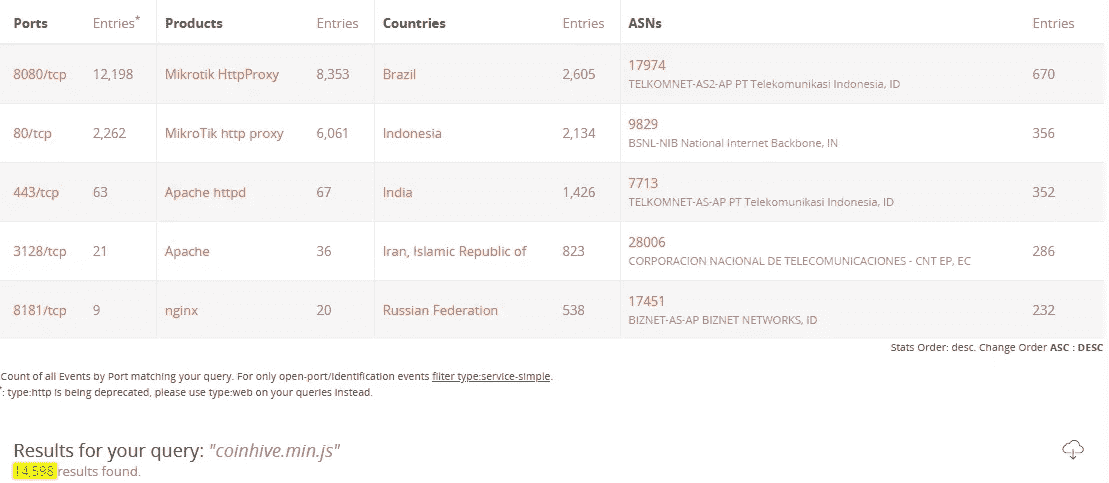 Ports Entries* Products Entries Countries Entries ASNs Entries
8080/tcp 12,198 Mikrotik HttpProxy 8,353 Brazil 2,605 17974 670
TELKOMNET-AS2-AP PT Telekomunikasi Indonesia, ID
80/tcp 2,262 MikroTik http proxy 6,061 Indonesia 2,134 9829 356
BSNL-NIB National Internet Backbone, IN
443/tcp 63 Apache httpd 67 India 1,426 7713 352
TELKOMNET-AS-AP PT Telekomunikasi Indonesia, ID
3128/tcp 21 Apache 36 Iran, Islamic Republic of 823 28006 286
CORPORACION NACIONAL DE TELECOMUNICACIONES - CNT EP, EC
8181/tcp 9 nginx 20 Russian Federation 538 17451 232
BIZNET-AS-AP BIZNET NETWORKS, ID
Stats Order: desc. Change Order ASC : DESC
Count of all Events by Port matching your query. For only open-port/identification events filter type:service-simple.
*: type:http is being deprecated, please use type:web on your queries instead.
Results for your query: "coinhive.min.js"
14,598 results found.